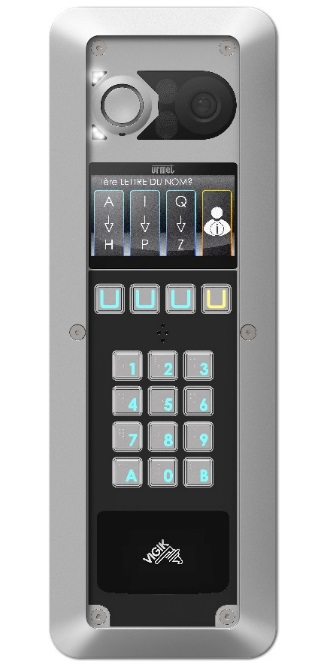 urmet
1ère LETTRE DU NOM?
A I Q
H P Z
1 2 3
4 5 6
7 8 9
A 0 B
VIGIK